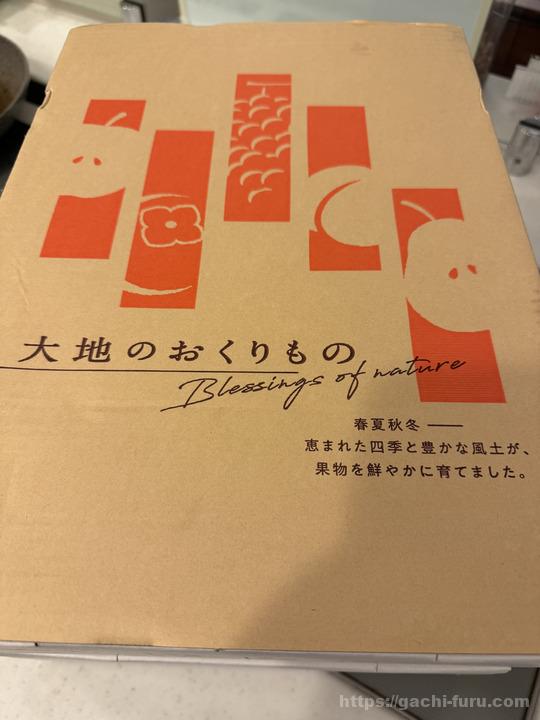 大地のおくりもの
Blessings of nature
春夏秋冬 ——
恵まれた四季と豊かな風土が、
果物を鮮やかに育てました。
https://gachi-furu.com